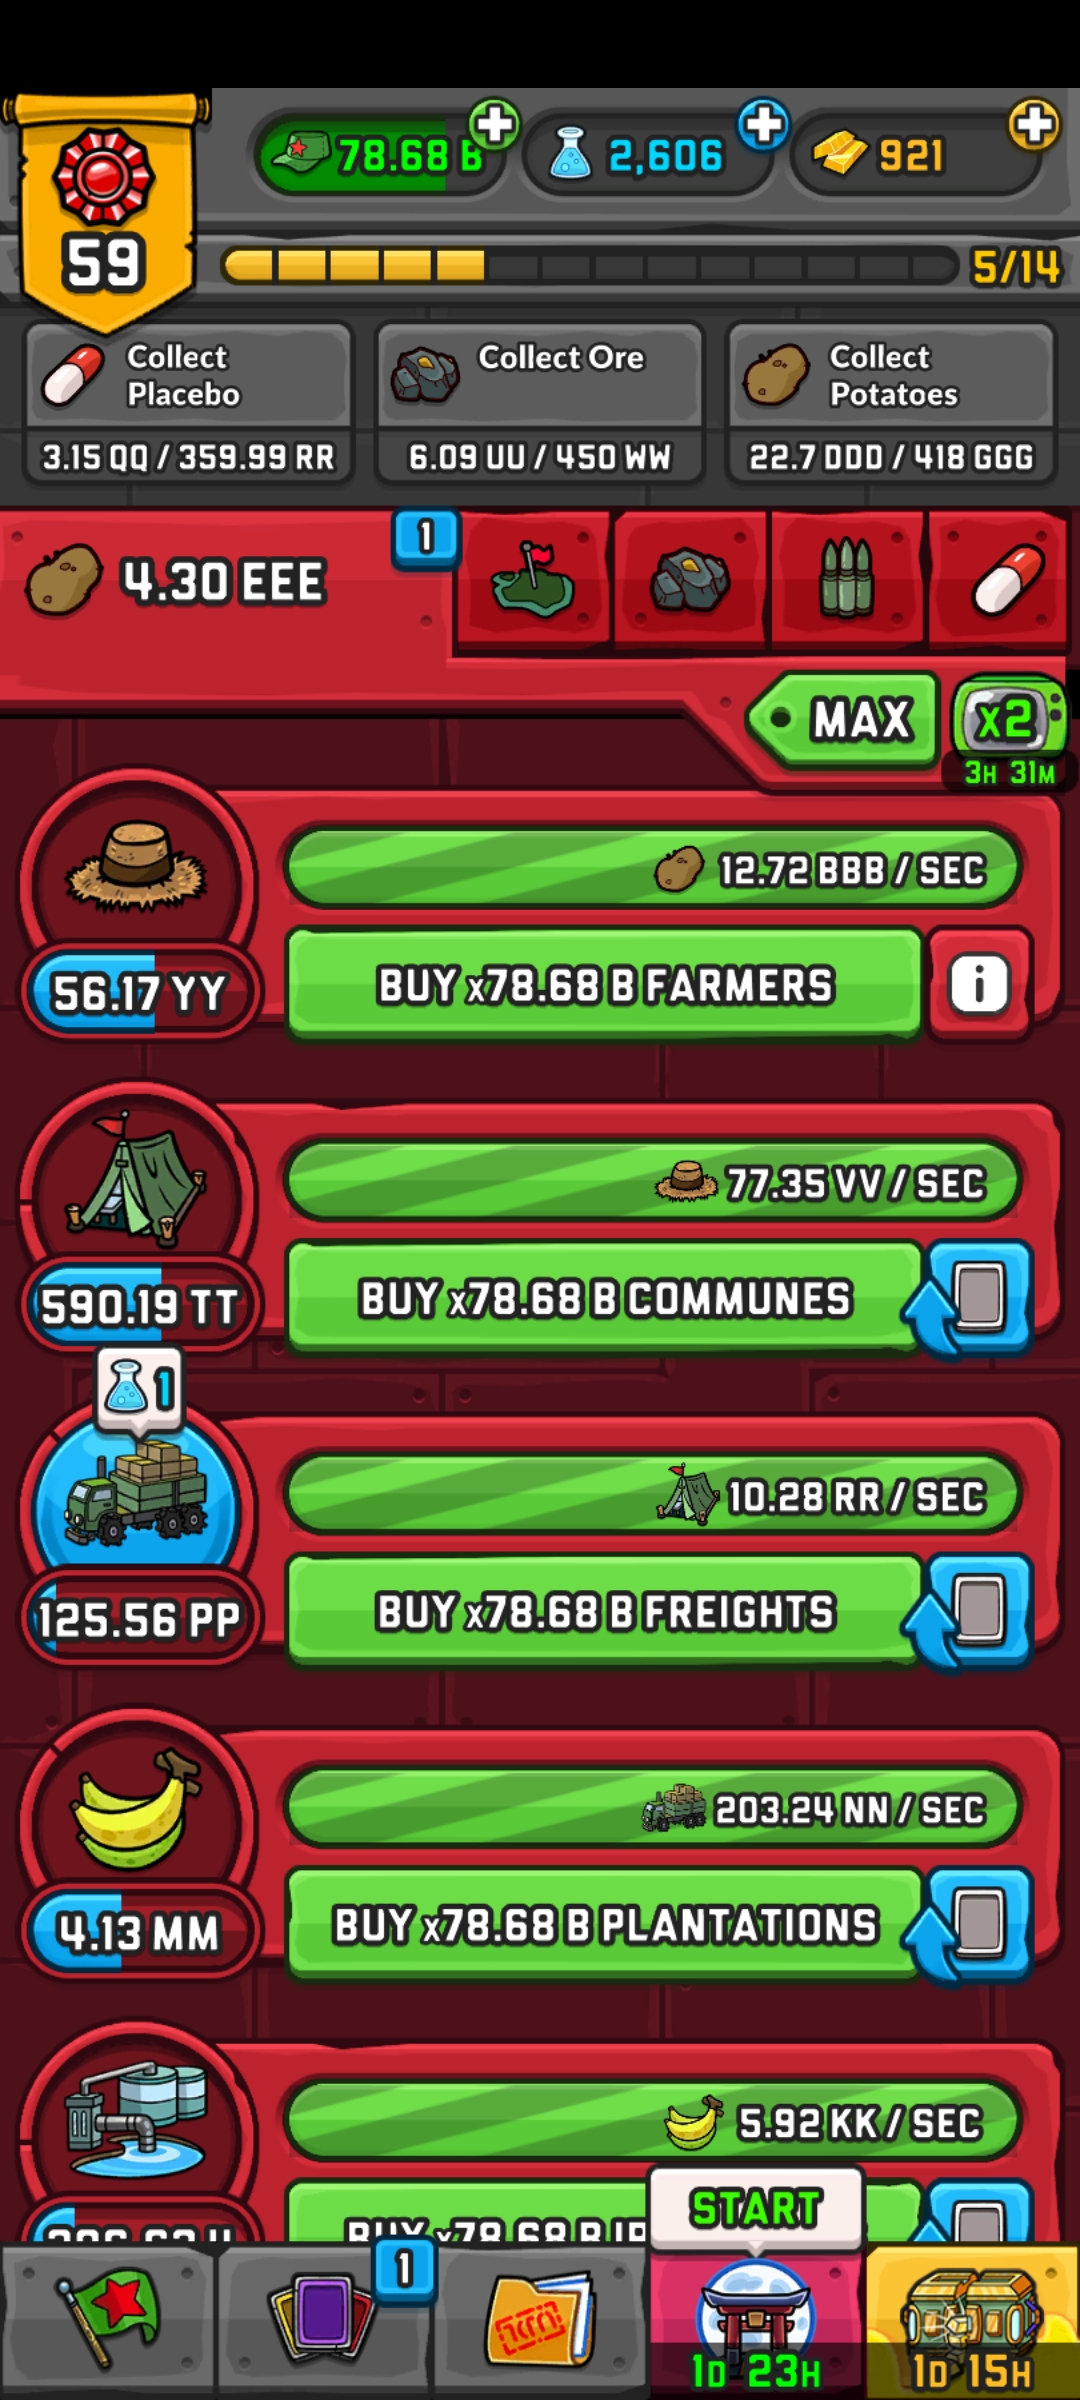 78.68 B
2,606
921
59
5/14
Collect
Placebo
3.15 QQ / 359.99 RR
Collect Ore
6.09 UU / 450 WW
Collect
Potatoes
22.7 DDD / 418 GGG
4.30 EEE
1
MAX
x2
3H 31M
12.72 BBB / SEC
56.17 YY
BUY x78.68 B FARMERS
i
77.35 VV / SEC
590.19 TT
BUY x78.68 B COMMUNES
1
10.28 RR / SEC
125.56 PP
BUY x78.68 B FREIGHTS
203.24 NN / SEC
4.13 MM
BUY x78.68 B PLANTATIONS
5.92 KK / SEC
BUY x78.68 B
START
1
1D 23H
1D 15H